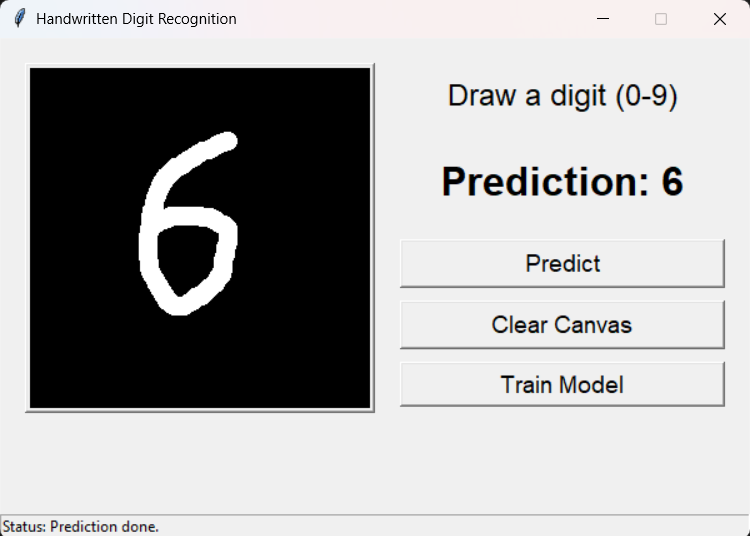 Handwritten Digit Recognition
6
Draw a digit (0-9)
Prediction: 6
Predict
Clear Canvas
Train Model
Status: Prediction done.